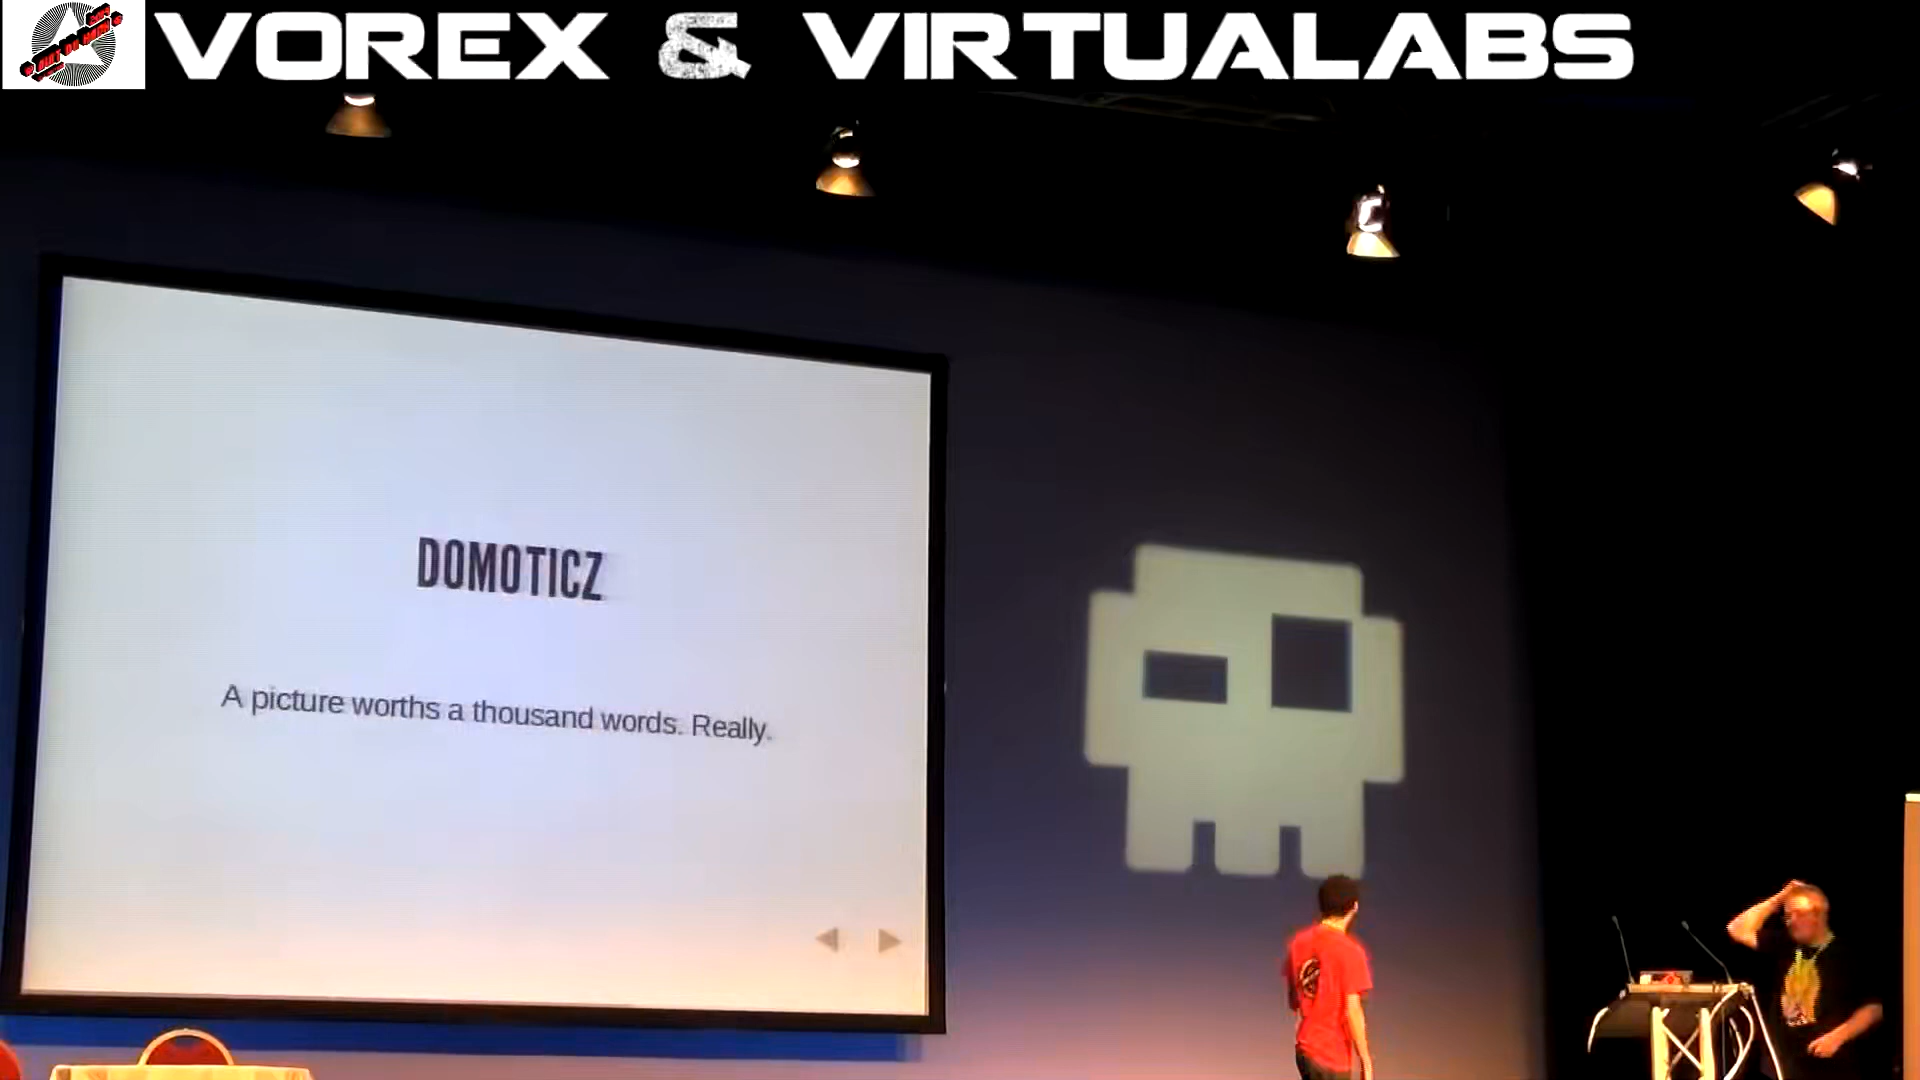 VOREX & VIRTUALABS
DOMOTICZ
A picture worths a thousand words. Really.